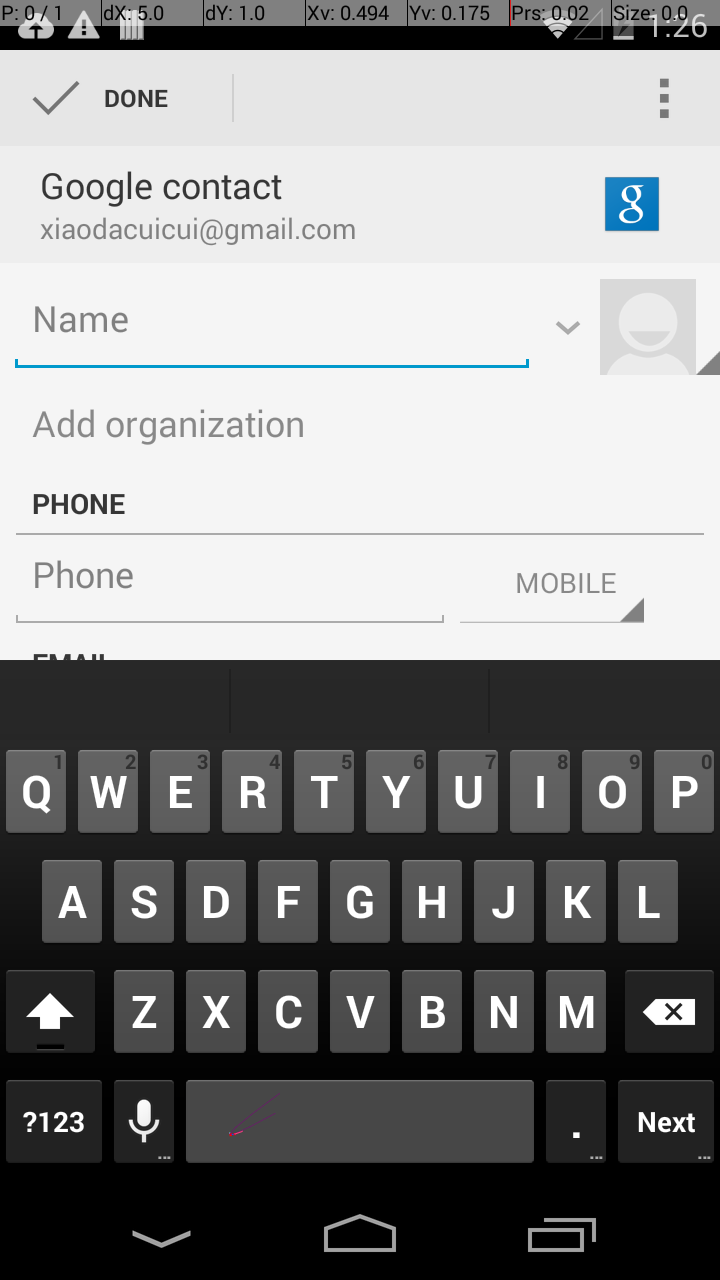 P: 0 / 1 dX: 5.0 dY: 1.0 Xv: 0.494 Yv: 0.175 Prs: 0.02 Size: 0.0
1:26
DONE
Google contact
xiaodacuicui@gmail.com
g
Name
Add organization
PHONE
Phone
MOBILE
EMAIL
1 2 3 4 5 6 7 8 9 0
Q W E R T Y U I O P
A S D F G H J K L
Z X C V B N M
?123 . Next